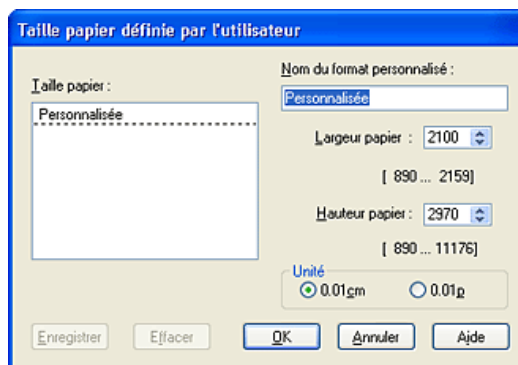 Taille papier définie par l'utilisateur
Taille papier :
Personnalisée
Nom du format personnalisé :
Personnalisée
Largeur papier : 2100
[ 890 ... 2159]
Hauteur papier : 2970
[ 890 ... 11176]
Unité
0.01cm 0.01p
Enregistrer Effacer OK Annuler Aide